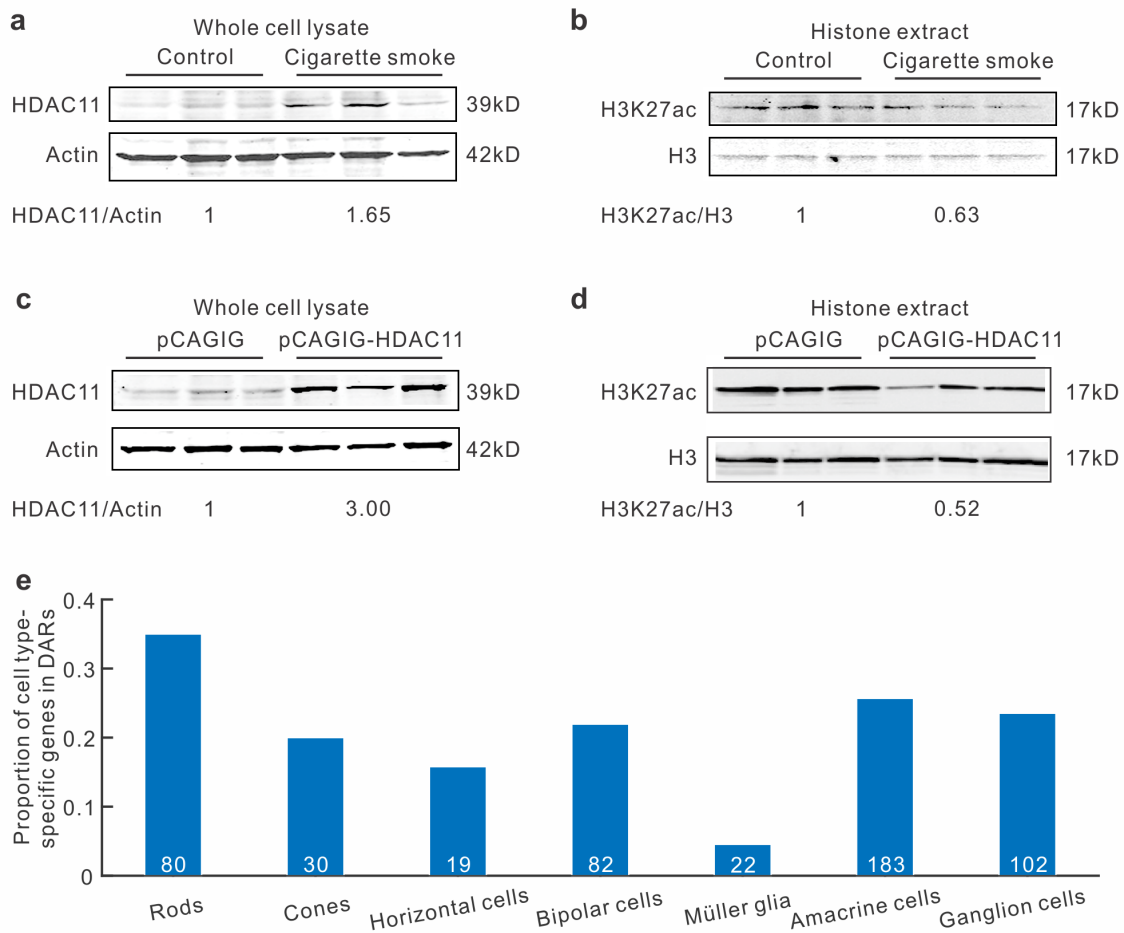 a
Whole cell lysate
Control Cigarette smoke
HDAC11 39kD
Actin 42kD
HDAC11/Actin 1 1.65
b
Histone extract
Control Cigarette smoke
H3K27ac 17kD
H3 17kD
H3K27ac/H3 1 0.63
c
Whole cell lysate
pCAGIG pCAGIG-HDAC11
HDAC11 39kD
Actin 42kD
HDAC11/Actin 1 3.00
d
Histone extract
pCAGIG pCAGIG-HDAC11
H3K27ac 17kD
H3 17kD
H3K27ac/H3 1 0.52
e
Proportion of cell type-
specific genes in DARs
0.4
0.3
0.2
0.1
0
80 30 19 82 22 183 102
Rods Cones Horizontal cells Bipolar cells Müller glia Amacrine cells Ganglion cells